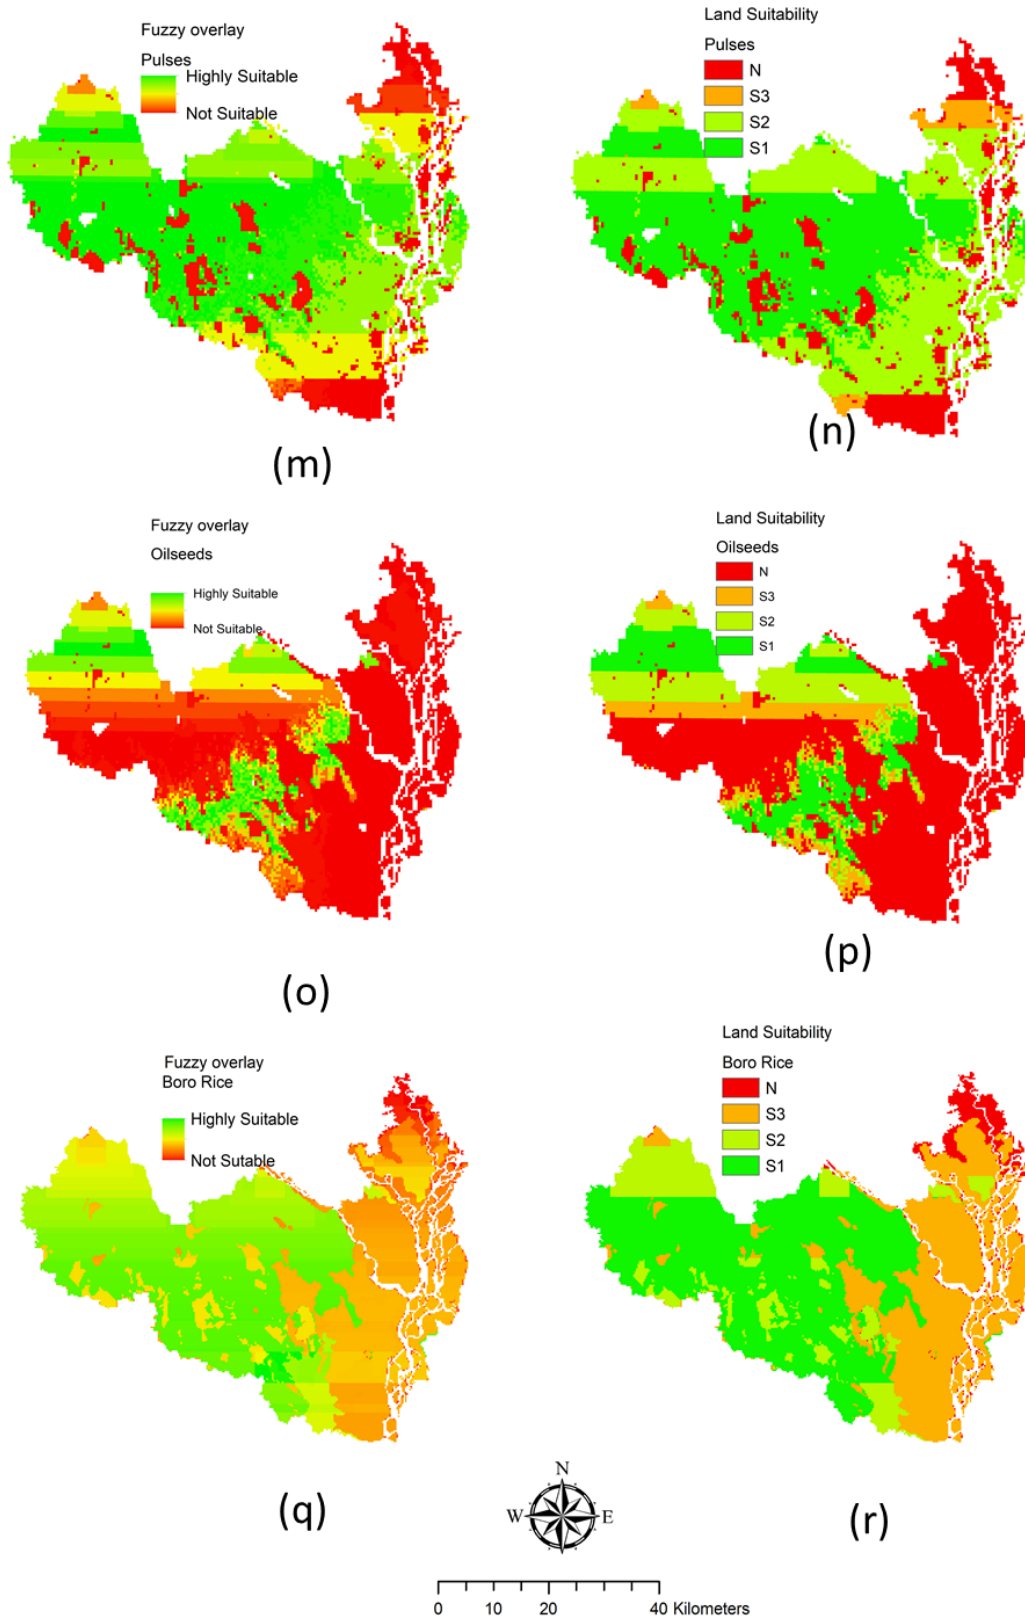 Fuzzy overlay
Pulses
Highly Suitable
Not Suitable
(m)
Land Suitability
Pulses
N
S3
S2
S1
(n)
Fuzzy overlay
Oilseeds
Highly Suitable
Not Suitable
(o)
Land Suitability
Oilseeds
N
S3
S2
S1
(p)
Fuzzy overlay
Boro Rice
Highly Suitable
Not Sutable
(q)
Land Suitability
Boro Rice
N
S3
S2
S1
(r)
N
W E
S
0 10 20 40 Kilometers